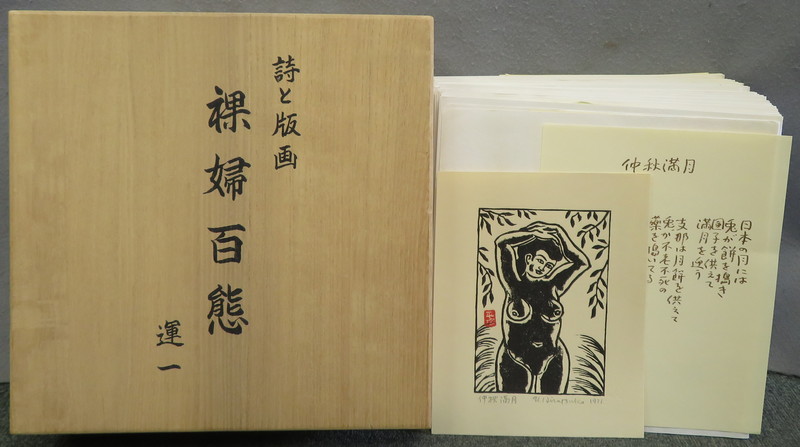 詩と版画
裸婦百態
運一
仲秋満月
日本の月には
兎が餅を搗き
団子を供えて
満月を迎う
支那は月餅を供えて
兎が不老不死の
薬を搗いてる
仲秋満月